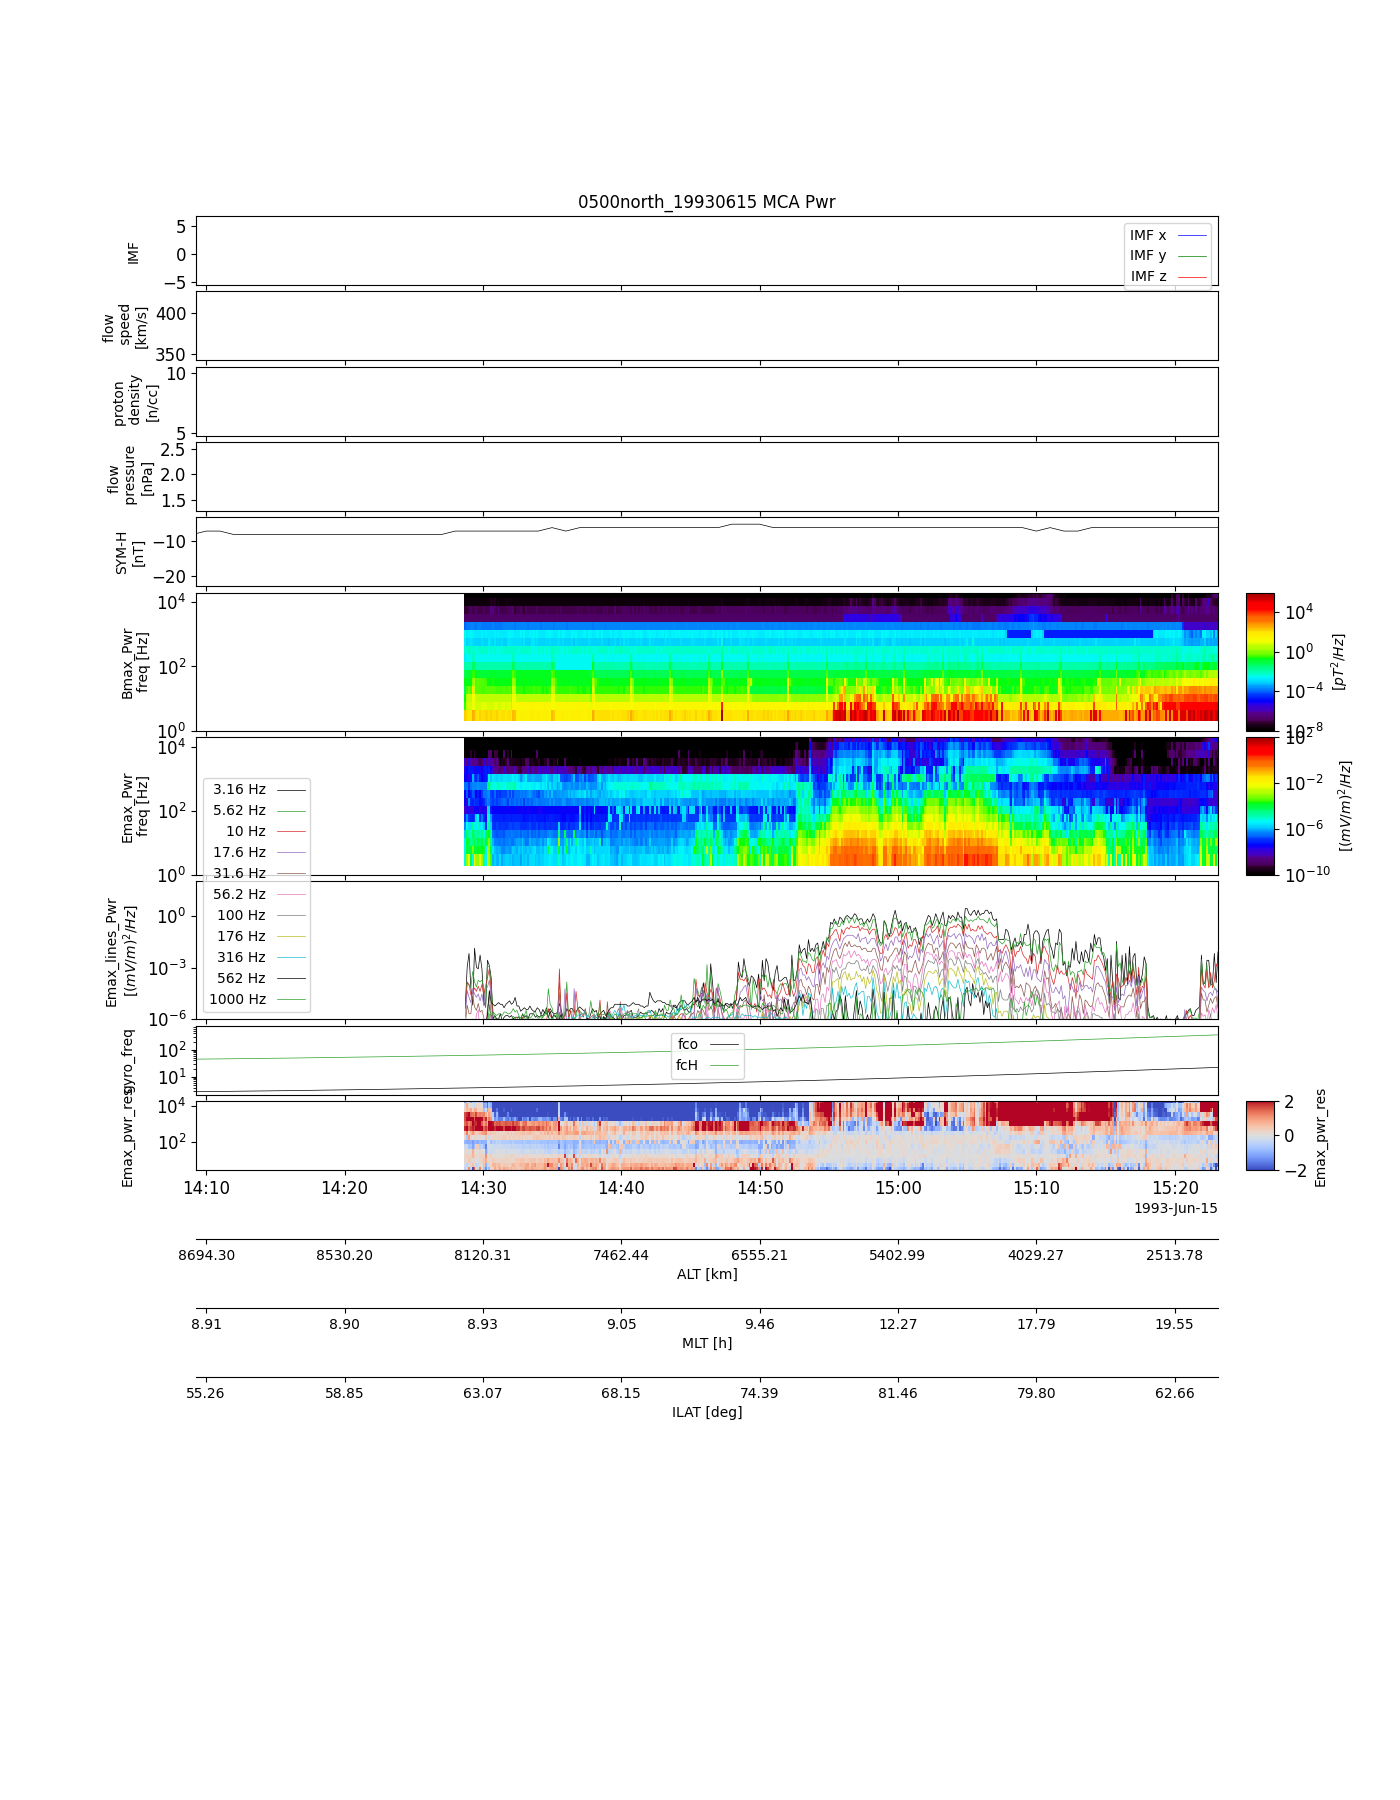 0500north_19930615 MCA Pwr
IMF
5
0
−5
IMF x
IMF y
IMF z
flow
speed
[km/s]
400
350
proton
density
[n/cc]
10
5
flow
pressure
[nPa]
2.5
2.0
1.5
SYM-H
[nT]
−10
−20
Bmax_Pwr
freq [Hz]
10^4
10^2
10^0
10^4
10^0
10^−4
10^−8
[pT^2/Hz]
Emax_Pwr
freq [Hz]
10^4
10^2
10^0
10^2
10^−2
10^−6
10^−10
[(mV/m)^2/Hz]
3.16 Hz
5.62 Hz
10 Hz
17.6 Hz
31.6 Hz
56.2 Hz
100 Hz
176 Hz
316 Hz
562 Hz
1000 Hz
Emax_lines_Pwr
[(mV/m)^2/Hz]
10^0
10^−3
10^−6
gyro_freq
10^2
10^1
fco
fcH
Emax_pwr_res
10^4
10^2
2
0
−2
Emax_pwr_res
14:10 14:20 14:30 14:40 14:50 15:00 15:10 15:20
1993-Jun-15
8694.30 8530.20 8120.31 7462.44 6555.21 5402.99 4029.27 2513.78
ALT [km]
8.91 8.90 8.93 9.05 9.46 12.27 17.79 19.55
MLT [h]
55.26 58.85 63.07 68.15 74.39 81.46 79.80 62.66
ILAT [deg]